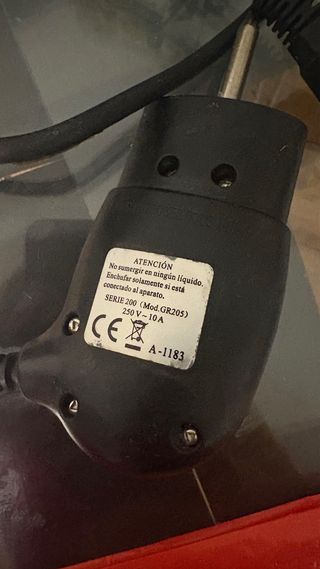 ATENCIÓN
No sumergir en ningún líquido.
Enchufar solamente si está
conectado al aparato.
SERIE 200 (Mod.GR205)
250 V~ 10 A
CE
A-1183